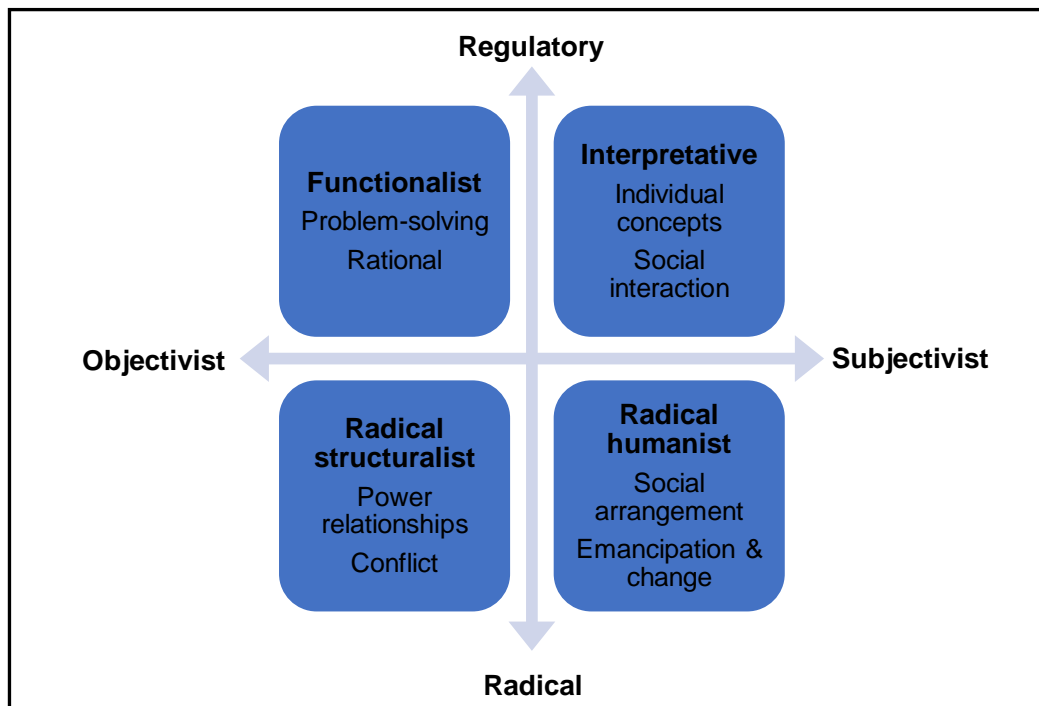 Regulatory
Functionalist
Problem-solving
Rational
Interpretative
Individual
concepts
Social
interaction
Objectivist
Subjectivist
Radical
structuralist
Power
relationships
Conflict
Radical
humanist
Social
arrangement
Emancipation &
change
Radical